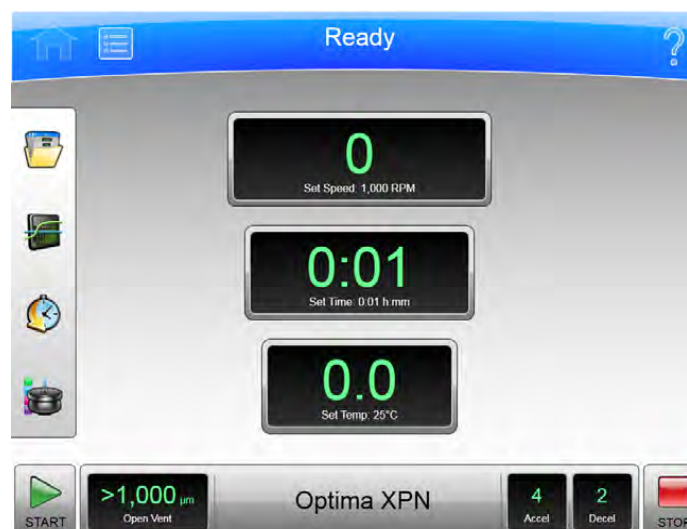 Ready
?
0
Set Speed: 1,000 RPM
0:01
Set Time: 0:01 h mm
0.0
Set Temp: 25°C
START
>1,000 µm
Open Vent
Optima XPN
4
Accel
2
Decel
STOP